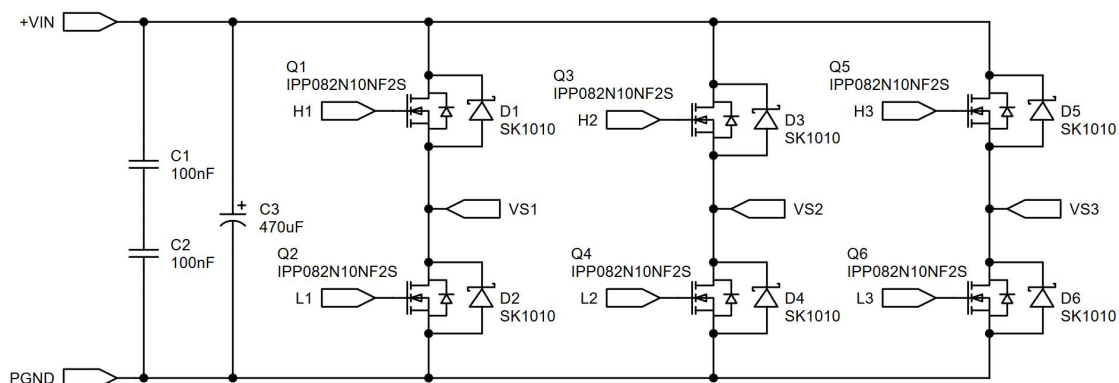 +VIN
Q1
IPP082N10NF2S
H1
D1
SK1010
Q3
IPP082N10NF2S
H2
D3
SK1010
Q5
IPP082N10NF2S
H3
D5
SK1010
C1
100nF
C2
100nF
+
C3
470uF
VS1
VS2
VS3
Q2
IPP082N10NF2S
L1
D2
SK1010
Q4
IPP082N10NF2S
L2
D4
SK1010
Q6
IPP082N10NF2S
L3
D6
SK1010
PGND